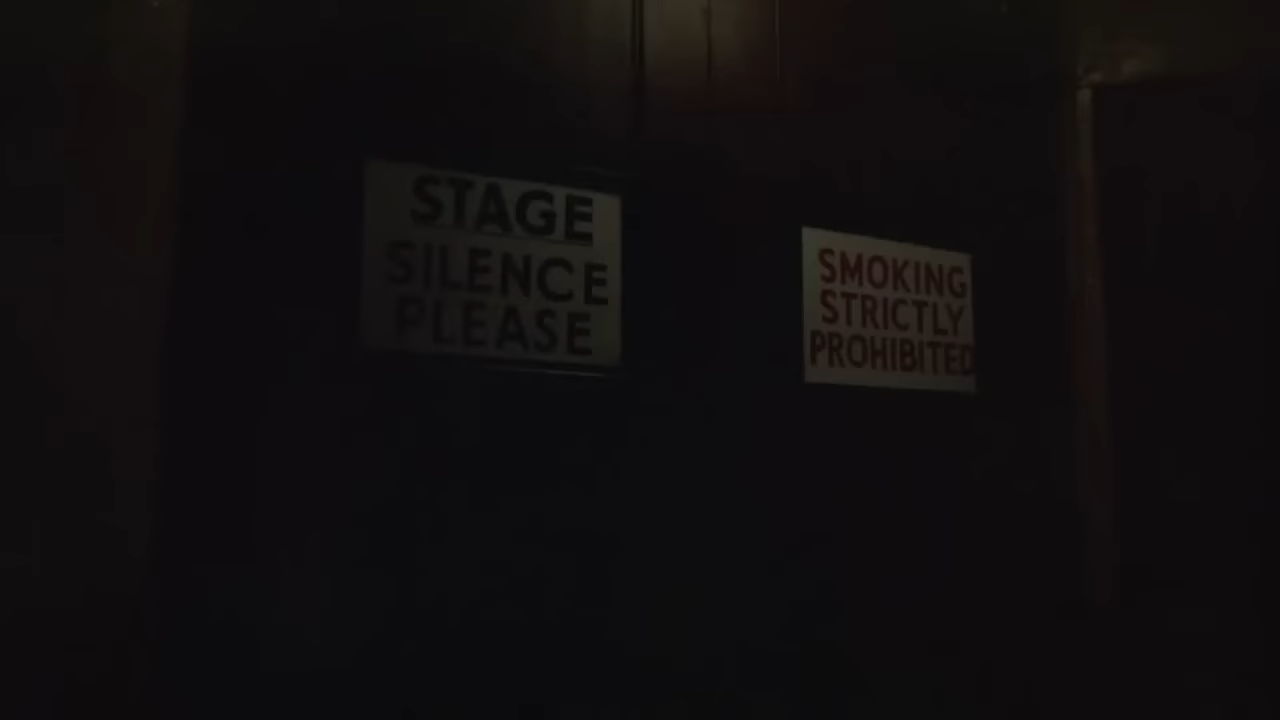 STAGE
SILENCE
PLEASE
SMOKING
STRICTLY
PROHIBITED